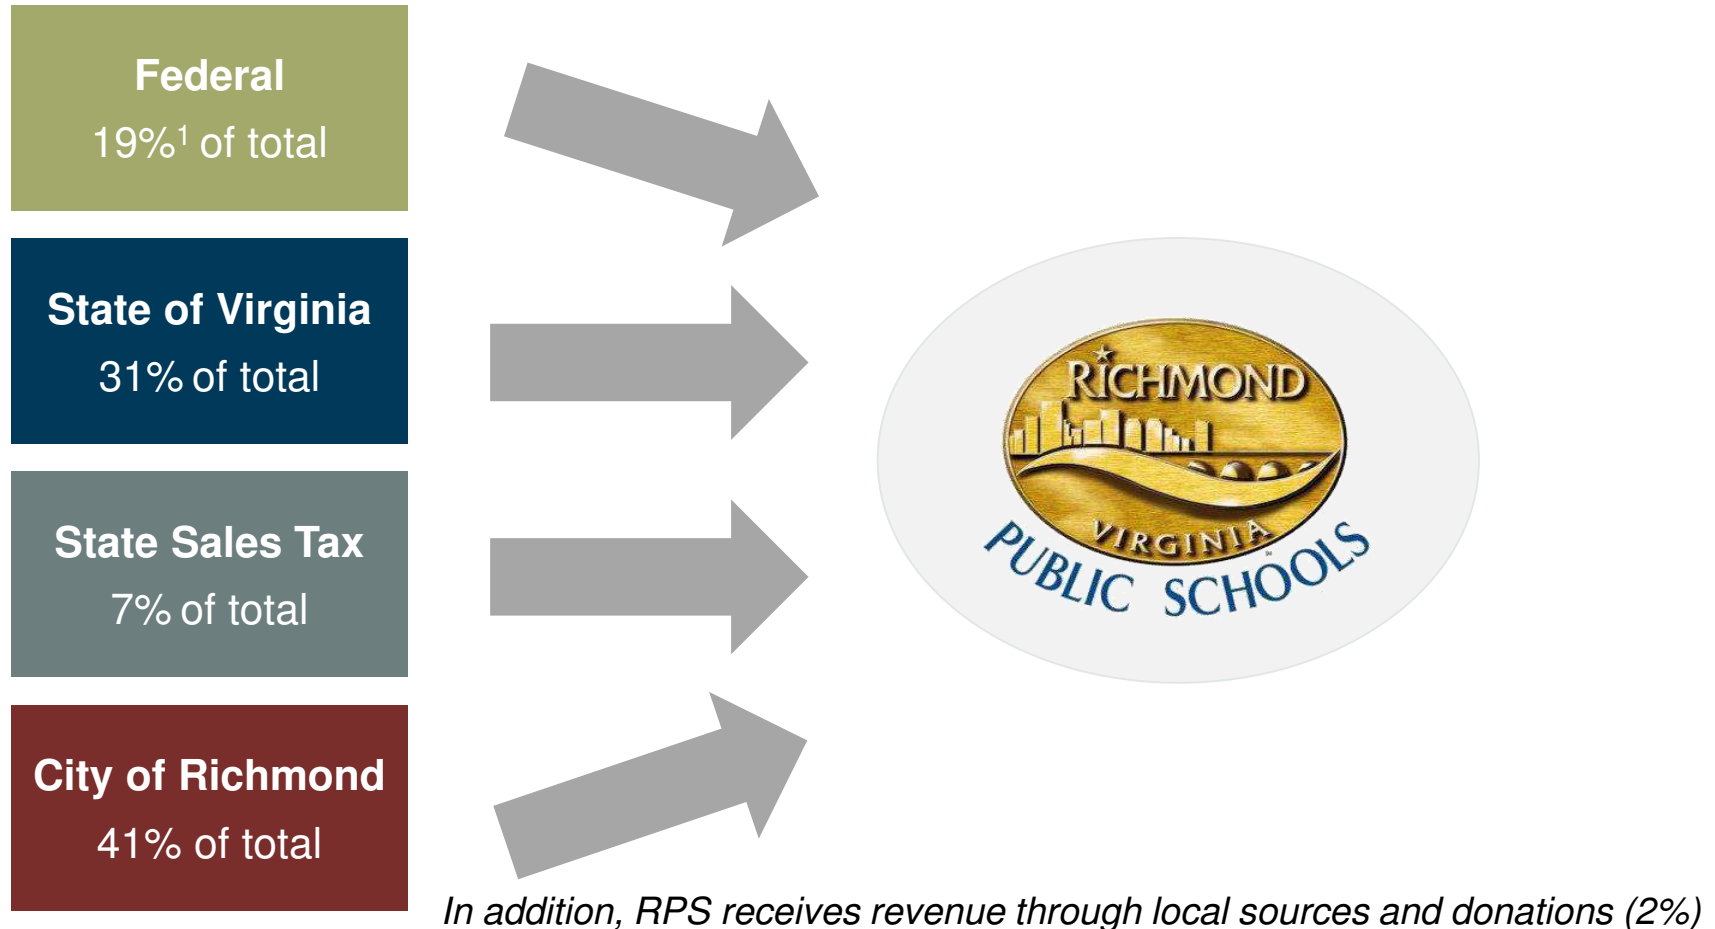 Federal
19%¹ of total
State of Virginia
31% of total
State Sales Tax
7% of total
City of Richmond
41% of total
RICHMOND
VIRGINIA
PUBLIC SCHOOLS
In addition, RPS receives revenue through local sources and donations (2%)